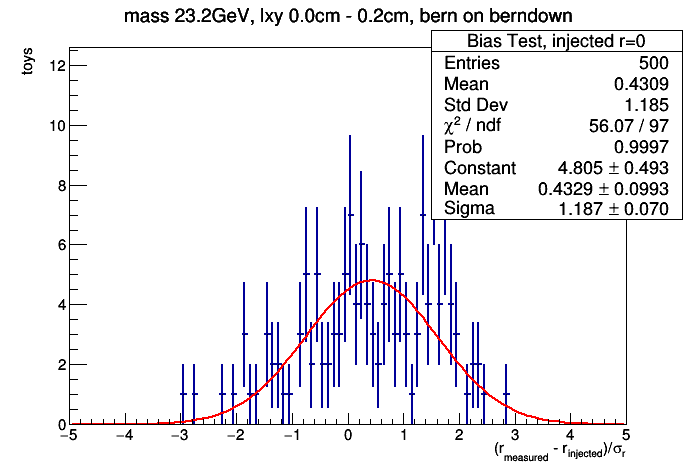 mass 23.2GeV, lxy 0.0cm - 0.2cm, bern on berndown
Bias Test, injected r=0
Entries 500
Mean 0.4309
Std Dev 1.185
χ² / ndf 56.07 / 97
Prob 0.9997
Constant 4.805 ± 0.493
Mean 0.4329 ± 0.0993
Sigma 1.187 ± 0.070
toys
12
10
8
6
4
2
0
−5 −4 −3 −2 −1 0 1 2 3 4 5
(r_measured - r_injected)/σ_r